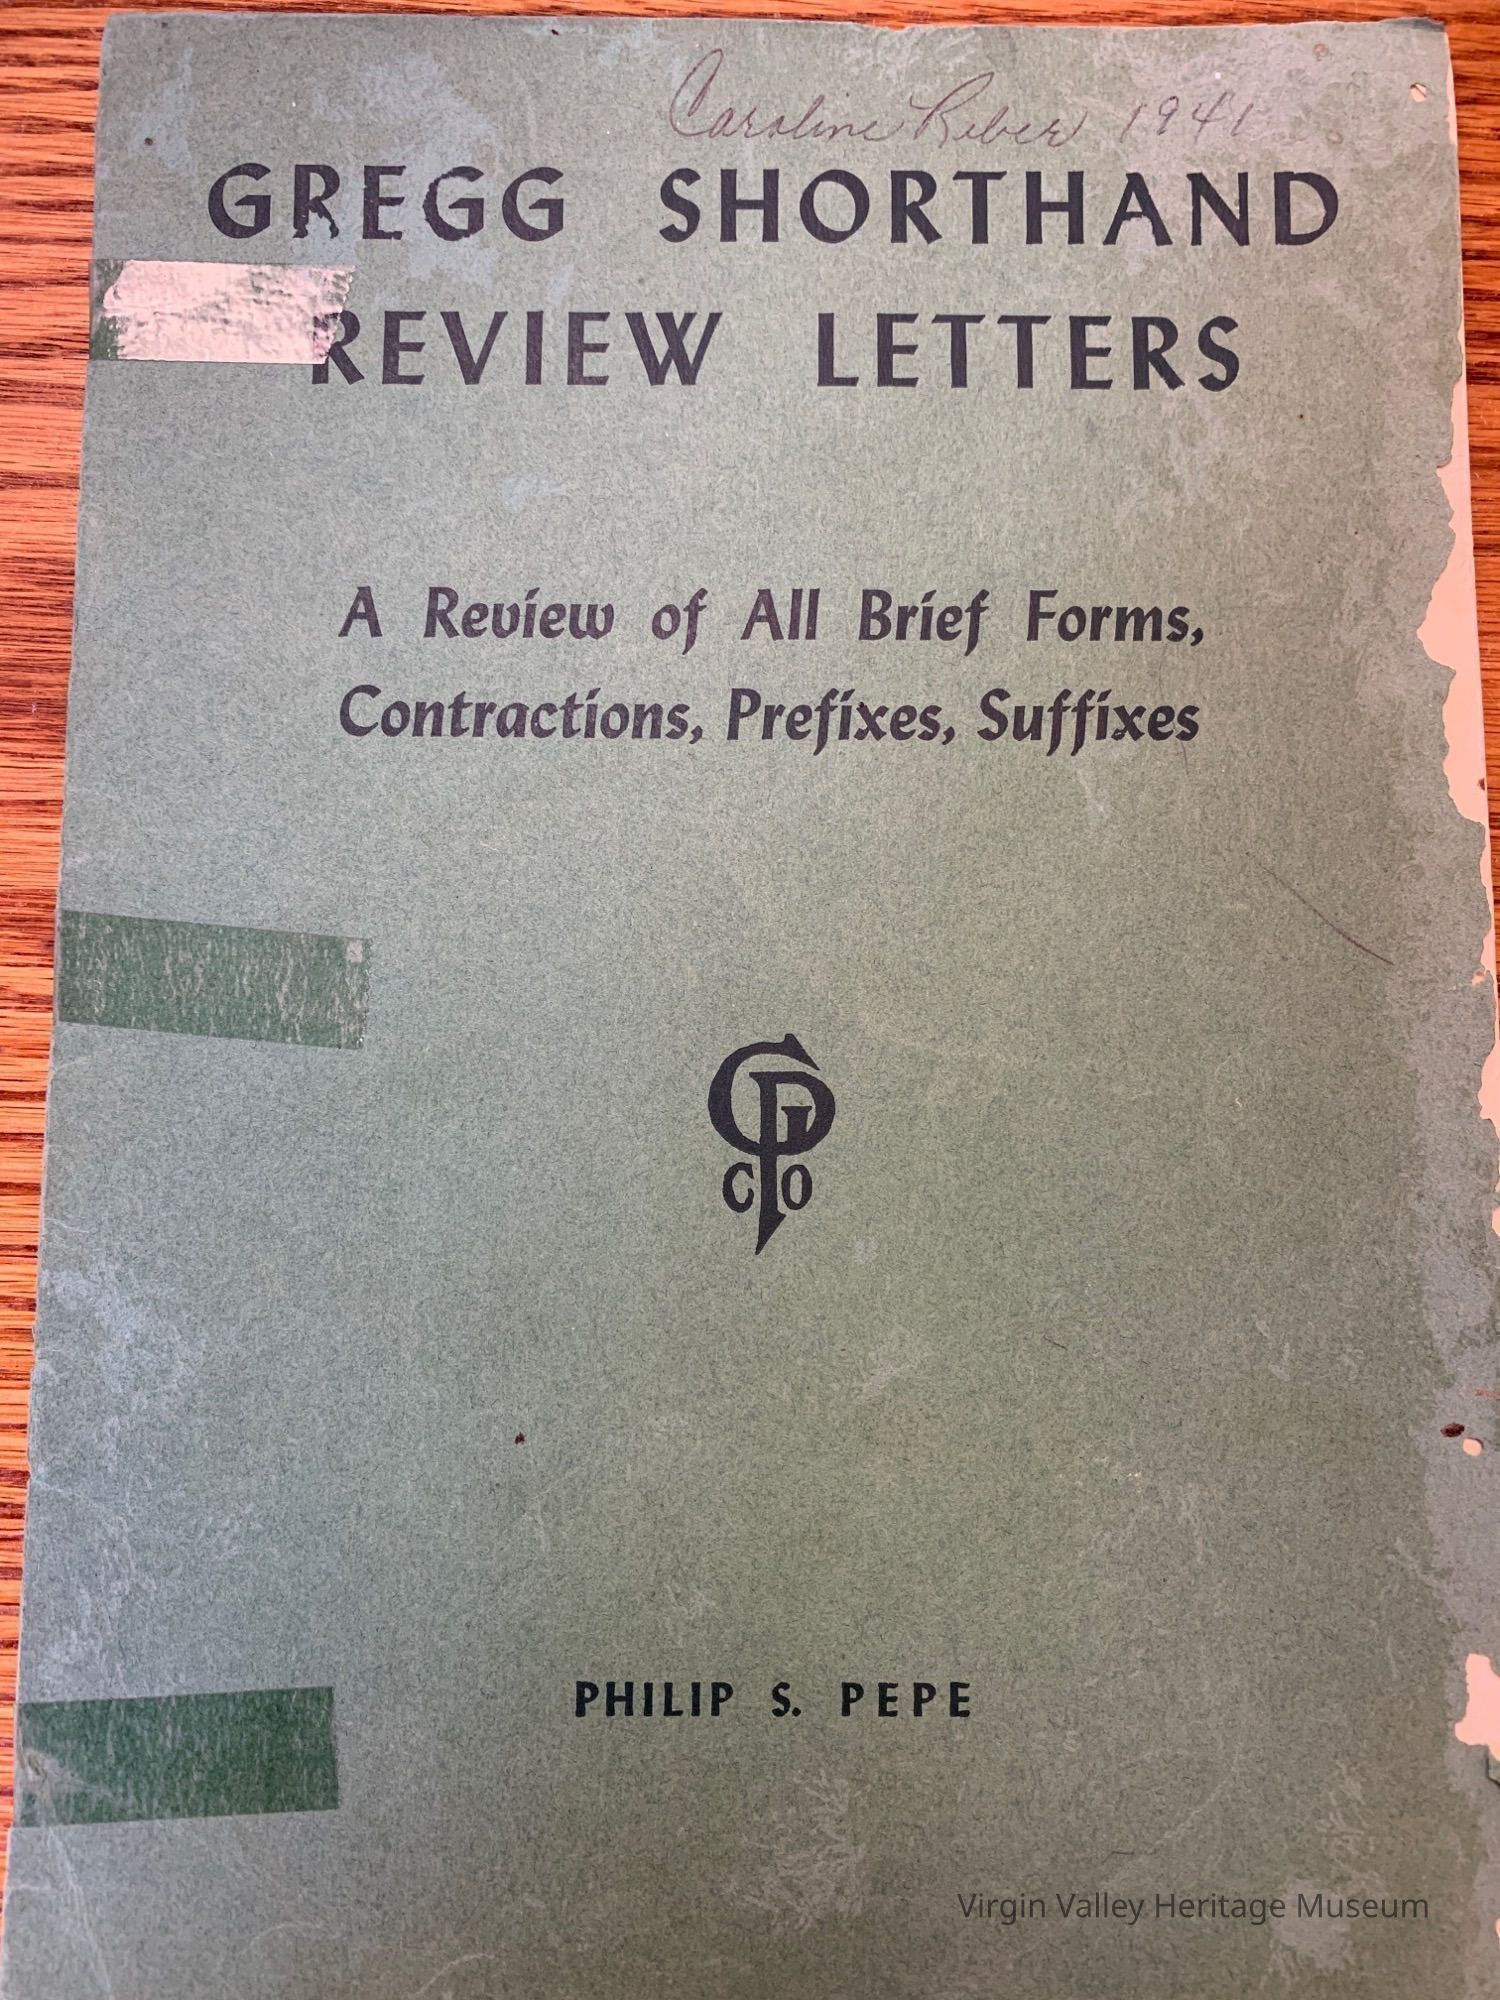 Caroline Reber 1941
GREGG SHORTHAND
REVIEW LETTERS
A Review of All Brief Forms,
Contractions, Prefixes, Suffixes
GP
CO
PHILIP S. PEPE
Virgin Valley Heritage Museum